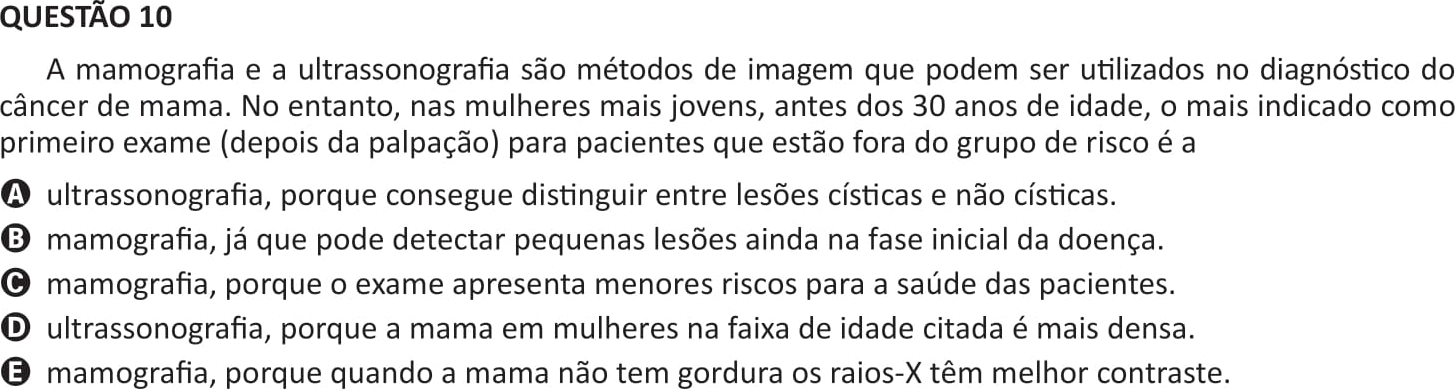 QUESTÃO 10
A mamografia e a ultrassonografia são métodos de imagem que podem ser utilizados no diagnóstico do
câncer de mama. No entanto, nas mulheres mais jovens, antes dos 30 anos de idade, o mais indicado como
primeiro exame (depois da palpação) para pacientes que estão fora do grupo de risco é a
A ultrassonografia, porque consegue distinguir entre lesões císticas e não císticas.
B mamografia, já que pode detectar pequenas lesões ainda na fase inicial da doença.
C mamografia, porque o exame apresenta menores riscos para a saúde das pacientes.
D ultrassonografia, porque a mama em mulheres na faixa de idade citada é mais densa.
E mamografia, porque quando a mama não tem gordura os raios-X têm melhor contraste.